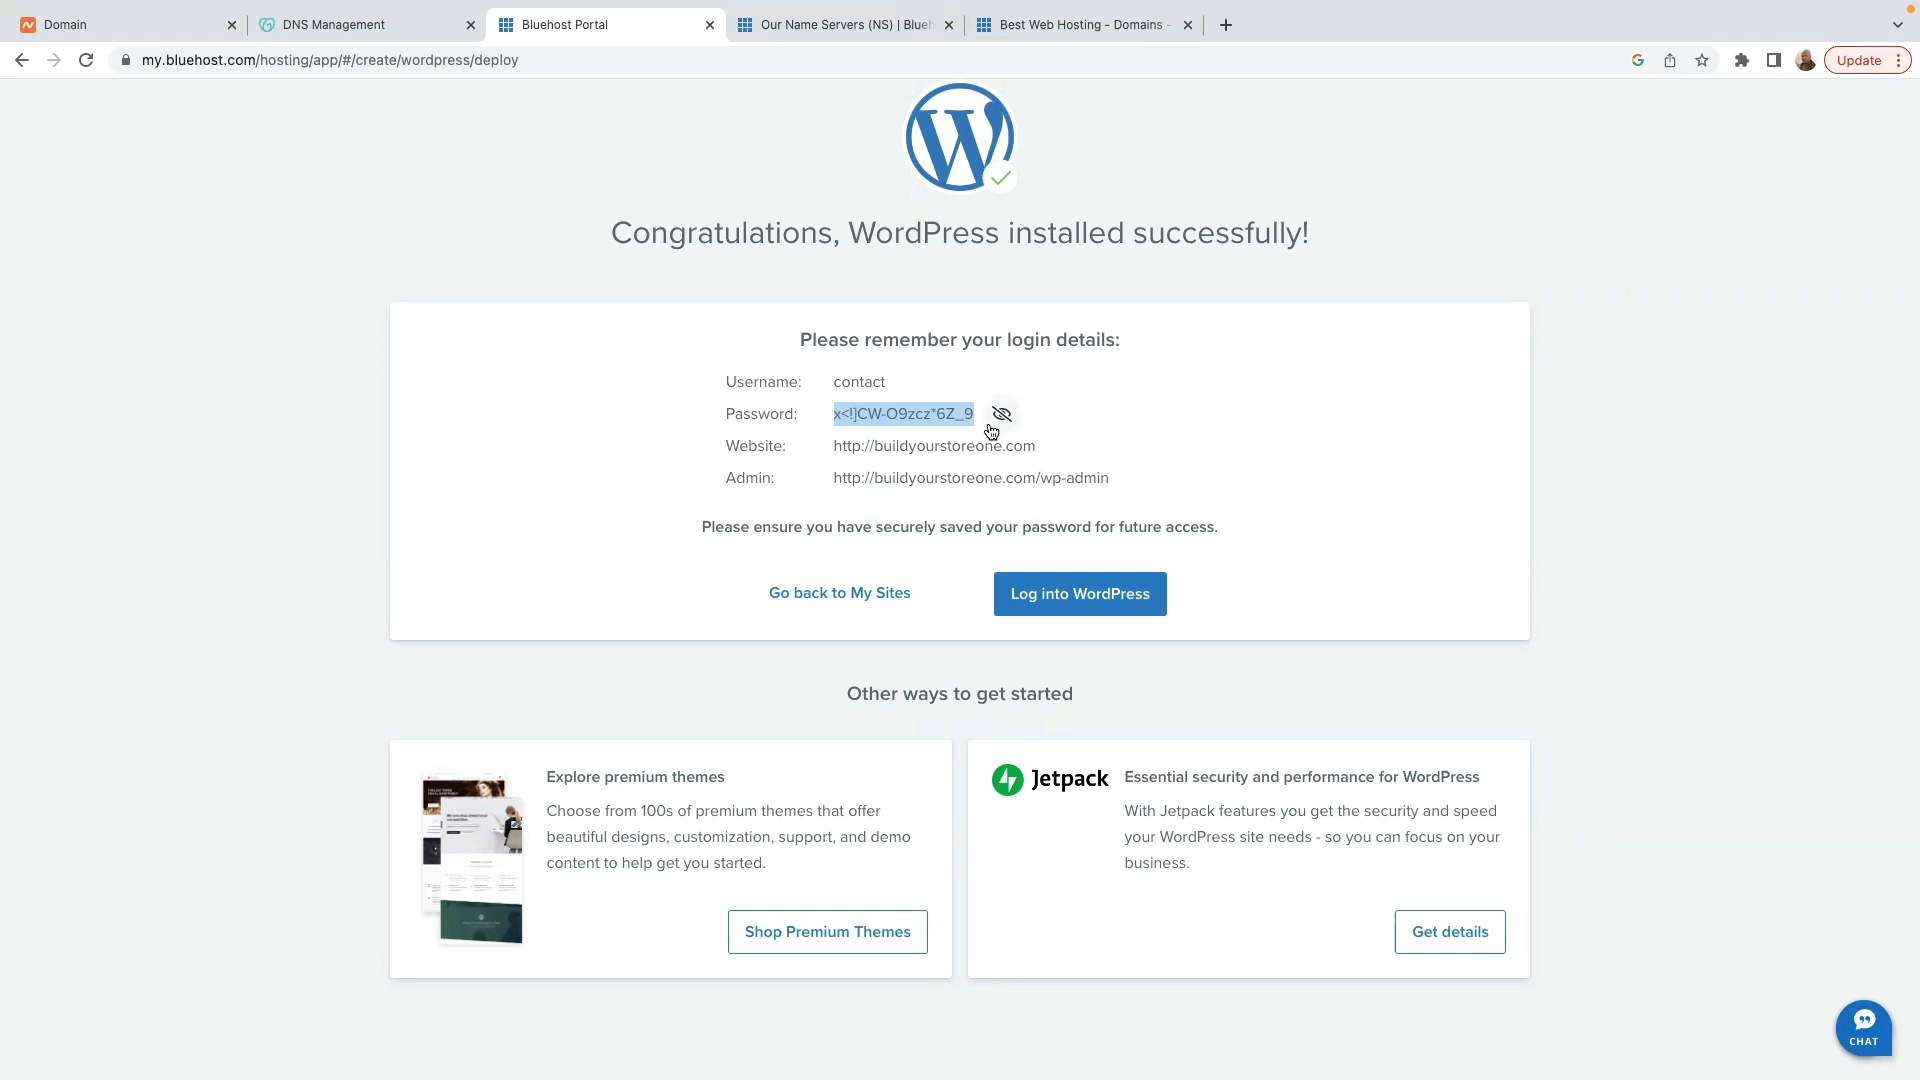 Domain
DNS Management
Bluehost Portal
Our Name Servers (NS) | Blueh
Best Web Hosting - Domains -
my.bluehost.com/hosting/app/#/create/wordpress/deploy
Update
Congratulations, WordPress installed successfully!
Please remember your login details:
Username: contact
Password: x<!]CW-O9zcz*6Z_9
Website: http://buildyourstoreone.com
Admin: http://buildyourstoreone.com/wp-admin
Please ensure you have securely saved your password for future access.
Go back to My Sites
Log into WordPress
Other ways to get started
Explore premium themes
Choose from 100s of premium themes that offer
beautiful designs, customization, support, and demo
content to help get you started.
Shop Premium Themes
Jetpack
Essential security and performance for WordPress
With Jetpack features you get the security and speed
your WordPress site needs - so you can focus on your
business.
Get details
CHAT